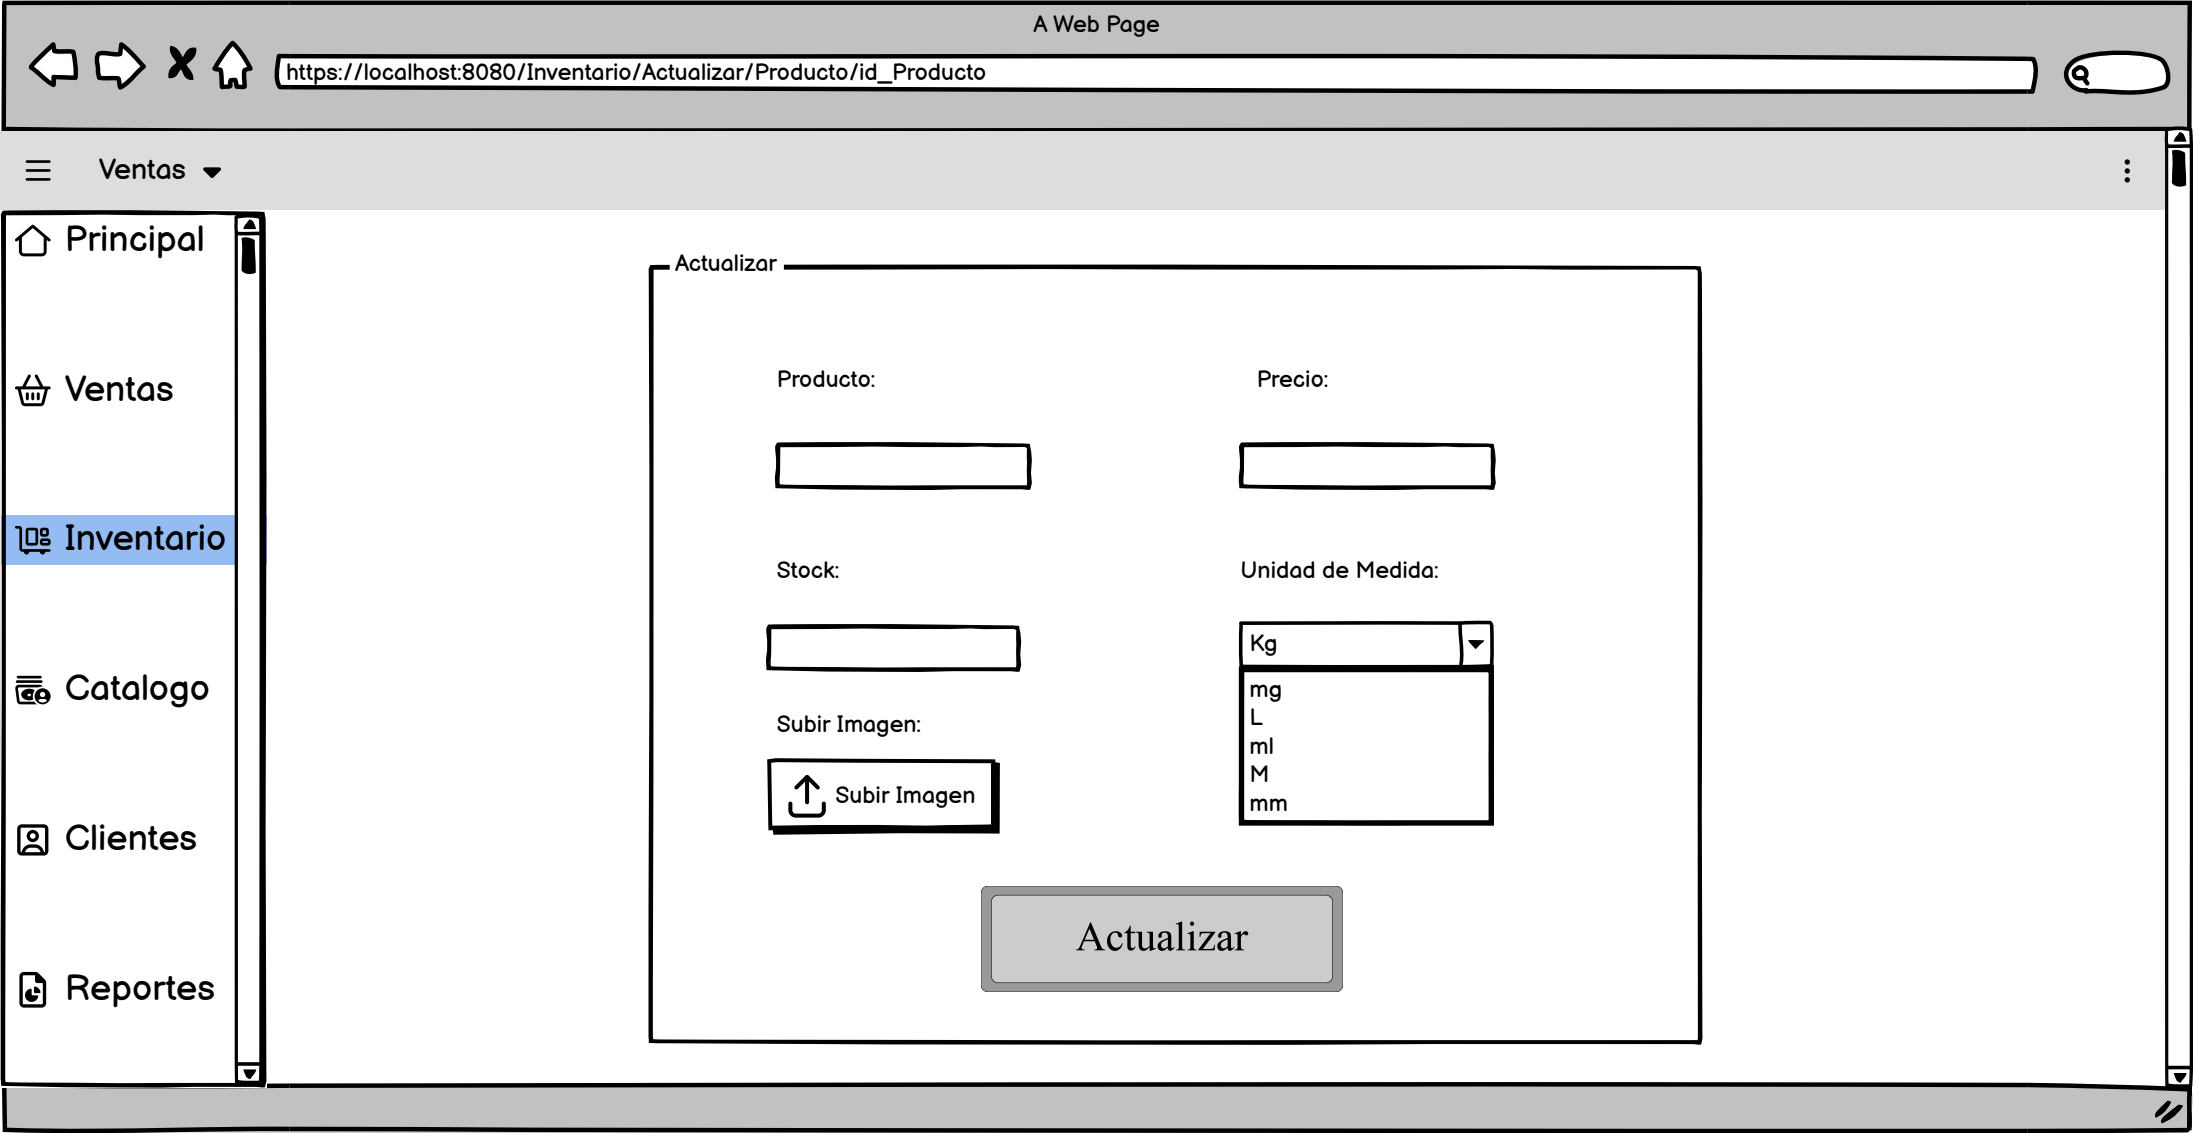 A Web Page
https://localhost:8080/Inventario/Actualizar/Producto/id_Producto
Ventas
Principal
Ventas
Inventario
Catalogo
Clientes
Reportes
Actualizar
Producto:
Precio:
Stock:
Unidad de Medida:
Kg
mg
L
ml
M
mm
Subir Imagen:
Subir Imagen
Actualizar